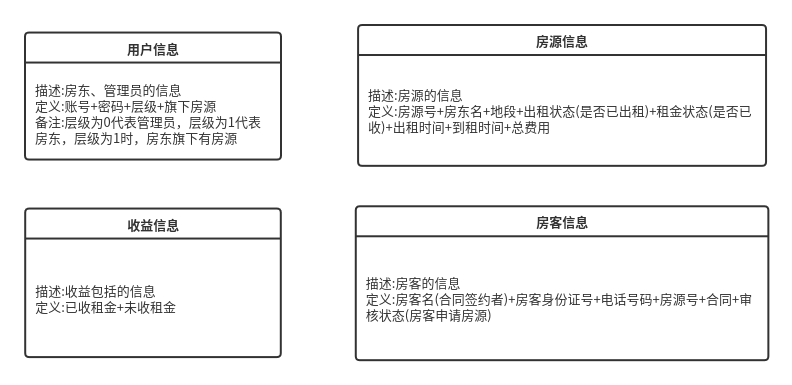 用户信息
描述:房东、管理员的信息
定义:账号+密码+层级+旗下房源
备注:层级为0代表管理员，层级为1代表
房东，层级为1时，房东旗下有房源
房源信息
描述:房源的信息
定义:房源号+房东名+地段+出租状态(是否已出租)+租金状态(是否已
收)+出租时间+到租时间+总费用
收益信息
描述:收益包括的信息
定义:已收租金+未收租金
房客信息
描述:房客的信息
定义:房客名(合同签约者)+房客身份证号+电话号码+房源号+合同+审
核状态(房客申请房源)